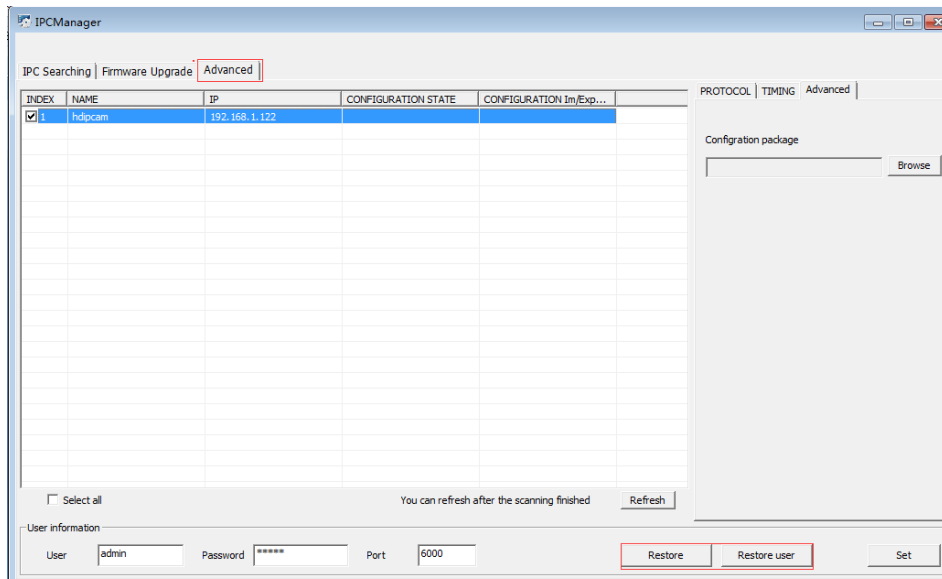 IPCManager
IPC Searching Firmware Upgrade Advanced
INDEX NAME IP CONFIGURATION STATE CONFIGURATION Im/Exp...
1 hdipcam 192.168.1.122
PROTOCOL TIMING Advanced
Configration package
Browse
Select all You can refresh after the scanning finished Refresh
User information
User admin Password ***** Port 6000 Restore Restore user Set